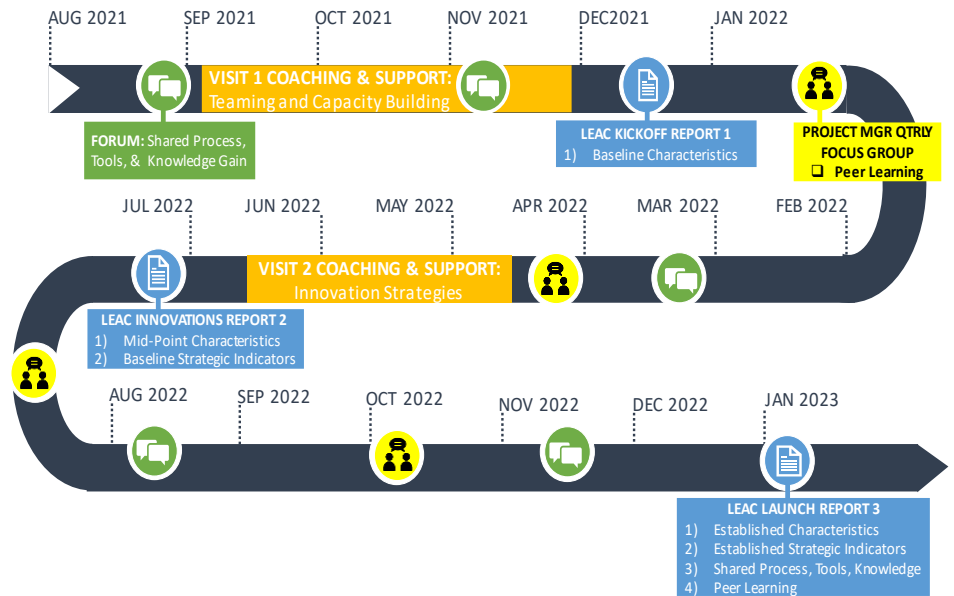 AUG 2021
SEP 2021
OCT 2021
NOV 2021
DEC2021
JAN 2022
VISIT 1 COACHING & SUPPORT:
Teaming and Capacity Building
FORUM: Shared Process,
Tools, & Knowledge Gain
LEAC KICKOFF REPORT 1
1) Baseline Characteristics
PROJECT MGR QTRLY
FOCUS GROUP
❑ Peer Learning
JUL 2022
JUN 2022
MAY 2022
APR 2022
MAR 2022
FEB 2022
VISIT 2 COACHING & SUPPORT:
Innovation Strategies
LEAC INNOVATIONS REPORT 2
1) Mid-Point Characteristics
2) Baseline Strategic Indicators
AUG 2022
SEP 2022
OCT 2022
NOV 2022
DEC 2022
JAN 2023
LEAC LAUNCH REPORT 3
1) Established Characteristics
2) Established Strategic Indicators
3) Shared Process, Tools, Knowledge
4) Peer Learning